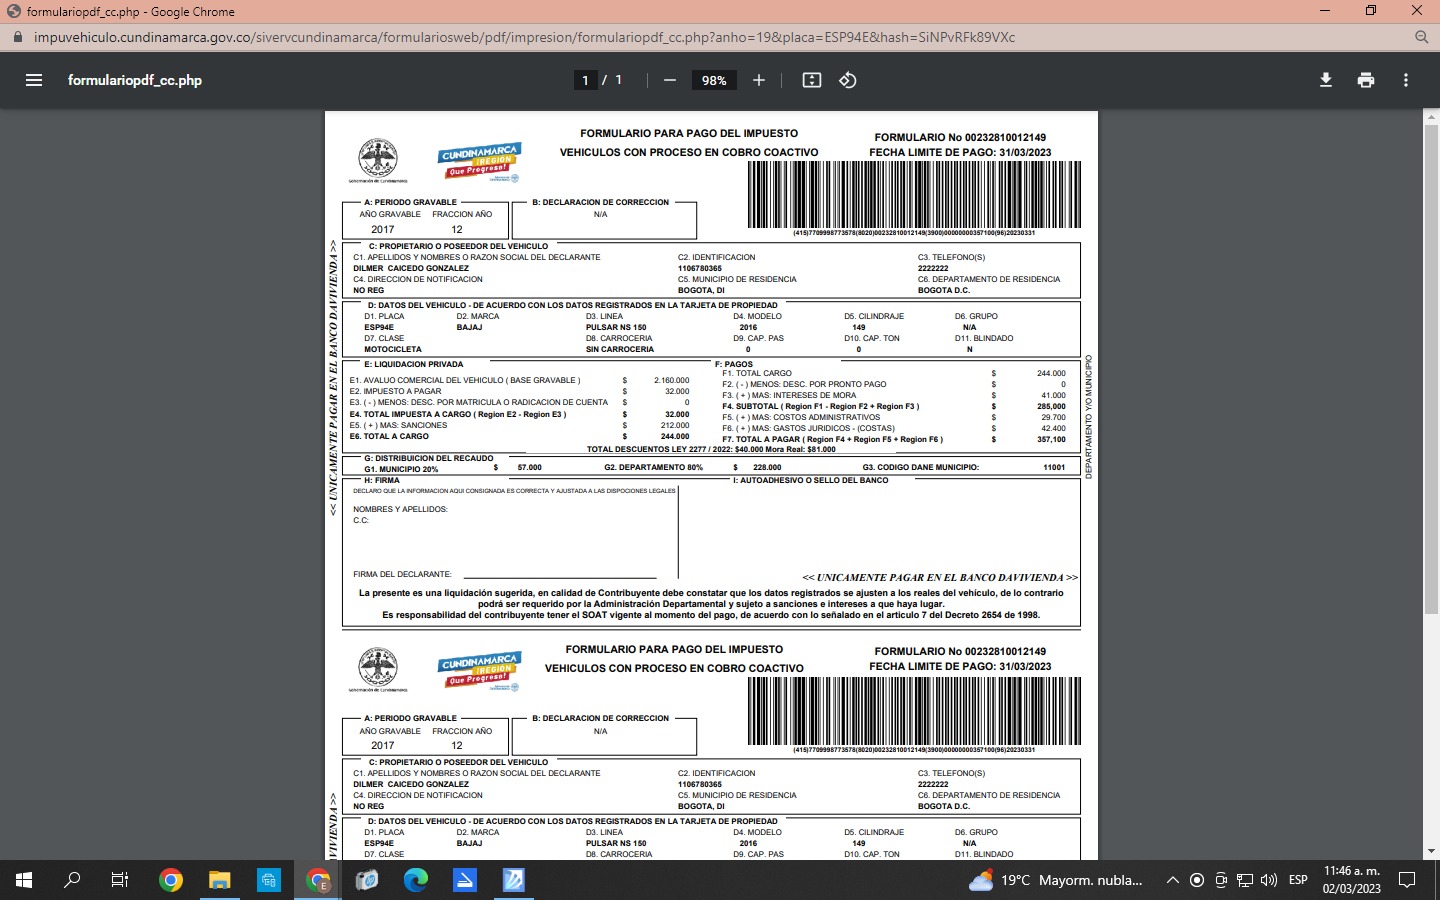 formulariopdf_cc.php - Google Chrome
impuvehiculo.cundinamarca.gov.co/sivervcundinamarca/formulariosweb/pdf/impresion/formulariopdf_cc.php?anho=19&placa=ESP94E&hash=SiNPvRFk89VXc
formulariopdf_cc.php 1 / 1 98%
FORMULARIO PARA PAGO DEL IMPUESTO
VEHICULOS CON PROCESO EN COBRO COACTIVO
FORMULARIO No 00232810012149
FECHA LIMITE DE PAGO: 31/03/2023
Gobernación de Cundinamarca
CUNDINAMARCA
¡REGIÓN
Que Progresa!
(415)7709998773578(8020)00232810012149(3900)00000000357100(96)20230331
A: PERIODO GRAVABLE
AÑO GRAVABLE FRACCION AÑO
2017 12
B: DECLARACION DE CORRECCION
N/A
<< UNICAMENTE PAGAR EN EL BANCO DAVIVIENDA >>
C: PROPIETARIO O POSEEDOR DEL VEHICULO
C1. APELLIDOS Y NOMBRES O RAZON SOCIAL DEL DECLARANTE C2. IDENTIFICACION C3. TELEFONO(S)
DILMER CAICEDO GONZALEZ 1106780365 2222222
C4. DIRECCION DE NOTIFICACION C5. MUNICIPIO DE RESIDENCIA C6. DEPARTAMENTO DE RESIDENCIA
NO REG BOGOTA, DI BOGOTA D.C.
D: DATOS DEL VEHICULO - DE ACUERDO CON LOS DATOS REGISTRADOS EN LA TARJETA DE PROPIEDAD
D1. PLACA D2. MARCA D3. LINEA D4. MODELO D5. CILINDRAJE D6. GRUPO
ESP94E BAJAJ PULSAR NS 150 2016 149 N/A
D7. CLASE D8. CARROCERIA D9. CAP. PAS D10. CAP. TON D11. BLINDADO
MOTOCICLETA SIN CARROCERIA 0 0 N
E: LIQUIDACION PRIVADA
E1. AVALUO COMERCIAL DEL VEHICULO ( BASE GRAVABLE ) $ 2.160.000
E2. IMPUESTO A PAGAR $ 32.000
E3. ( - ) MENOS: DESC. POR MATRICULA O RADICACION DE CUENTA $ 0
E4. TOTAL IMPUESTA A CARGO ( Region E2 - Region E3 ) $ 32.000
E5. ( + ) MAS: SANCIONES $ 212.000
E6. TOTAL A CARGO $ 244.000
F: PAGOS
F1. TOTAL CARGO $ 244.000
F2. ( - ) MENOS: DESC. POR PRONTO PAGO $ 0
F3. ( + ) MAS: INTERESES DE MORA $ 41.000
F4. SUBTOTAL ( Region F1 - Region F2 + Region F3 ) $ 285,000
F5. ( + ) MAS: COSTOS ADMINISTRATIVOS $ 29.700
F6. ( + ) MAS: GASTOS JURIDICOS - (COSTAS) $ 42.400
F7. TOTAL A PAGAR ( Region F4 + Region F5 + Region F6 ) $ 357,100
TOTAL DESCUENTOS LEY 2277 / 2022: $40.000 Mora Real: $81.000
DEPARTAMENTO Y/O MUNICIPIO
G: DISTRIBUICION DEL RECAUDO
G1. MUNICIPIO 20% $ 57.000 G2. DEPARTAMENTO 80% $ 228.000 G3. CODIGO DANE MUNICIPIO: 11001
H: FIRMA
DECLARO QUE LA INFORMACION AQUI CONSIGNADA ES CORRECTA Y AJUSTADA A LAS DISPOCIONES LEGALES
NOMBRES Y APELLIDOS:
C.C:
FIRMA DEL DECLARANTE:
I: AUTOADHESIVO O SELLO DEL BANCO
<< UNICAMENTE PAGAR EN EL BANCO DAVIVIENDA >>
La presente es una liquidación sugerida, en calidad de Contribuyente debe constatar que los datos registrados se ajusten a los reales del vehículo, de lo contrario
podrá ser requerido por la Administración Departamental y sujeto a sanciones e intereses a que haya lugar.
Es responsabilidad del contribuyente tener el SOAT vigente al momento del pago, de acuerdo con lo señalado en el articulo 7 del Decreto 2654 de 1998.
FORMULARIO PARA PAGO DEL IMPUESTO
VEHICULOS CON PROCESO EN COBRO COACTIVO
FORMULARIO No 00232810012149
FECHA LIMITE DE PAGO: 31/03/2023
Gobernación de Cundinamarca
CUNDINAMARCA
¡REGIÓN
Que Progresa!
(415)7709998773578(8020)00232810012149(3900)00000000357100(96)20230331
A: PERIODO GRAVABLE
AÑO GRAVABLE FRACCION AÑO
2017 12
B: DECLARACION DE CORRECCION
N/A
VIVIENDA >>
C: PROPIETARIO O POSEEDOR DEL VEHICULO
C1. APELLIDOS Y NOMBRES O RAZON SOCIAL DEL DECLARANTE C2. IDENTIFICACION C3. TELEFONO(S)
DILMER CAICEDO GONZALEZ 1106780365 2222222
C4. DIRECCION DE NOTIFICACION C5. MUNICIPIO DE RESIDENCIA C6. DEPARTAMENTO DE RESIDENCIA
NO REG BOGOTA, DI BOGOTA D.C.
D: DATOS DEL VEHICULO - DE ACUERDO CON LOS DATOS REGISTRADOS EN LA TARJETA DE PROPIEDAD
D1. PLACA D2. MARCA D3. LINEA D4. MODELO D5. CILINDRAJE D6. GRUPO
ESP94E BAJAJ PULSAR NS 150 2016 149 N/A
D7. CLASE D8. CARROCERIA D9. CAP. PAS D10. CAP. TON D11. BLINDADO
E
19°C Mayorm. nubla... ESP
11:46 a. m.
02/03/2023